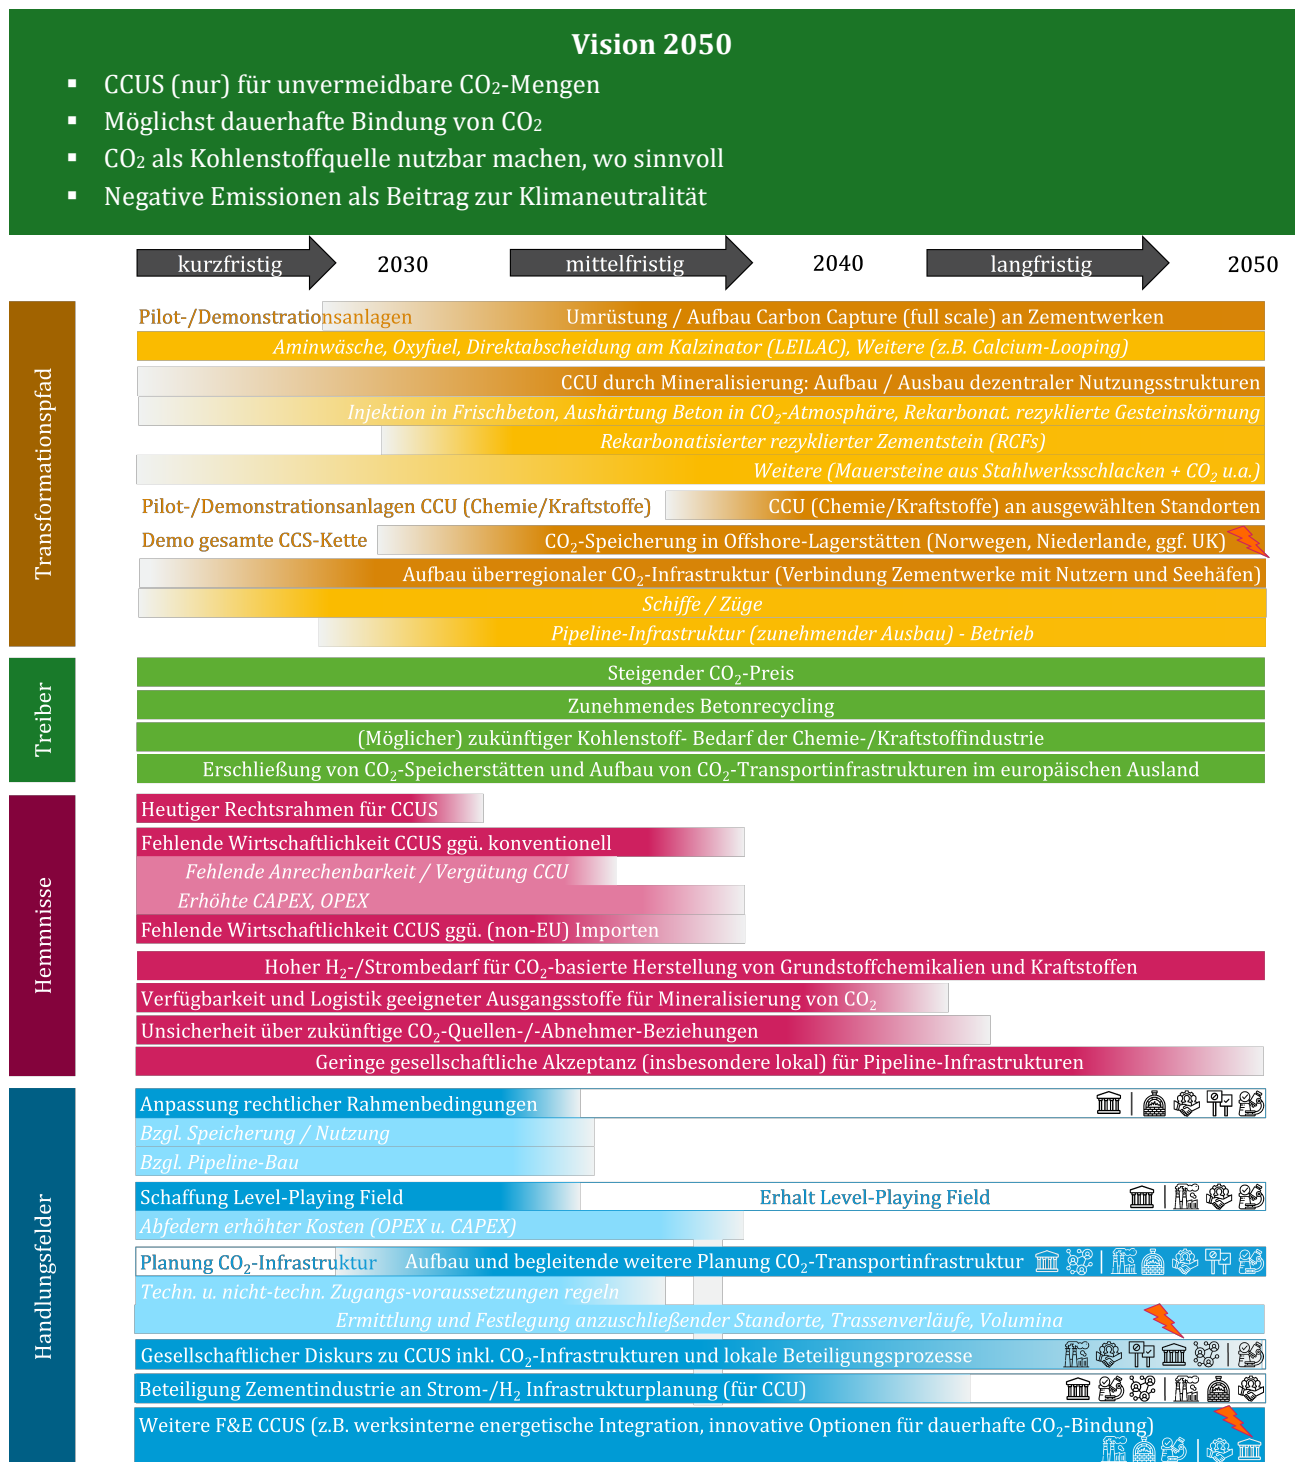 Vision 2050
▪ CCUS (nur) für unvermeidbare CO₂-Mengen
▪ Möglichst dauerhafte Bindung von CO₂
▪ CO₂ als Kohlenstoffquelle nutzbar machen, wo sinnvoll
▪ Negative Emissionen als Beitrag zur Klimaneutralität
kurzfristig 2030 mittelfristig 2040 langfristig 2050
Transformationspfad
Pilot-/Demonstrationsanlagen Umrüstung / Aufbau Carbon Capture (full scale) an Zementwerken
Aminwäsche, Oxyfuel, Direktabscheidung am Kalzinator (LEILAC), Weitere (z.B. Calcium-Looping)
CCU durch Mineralisierung: Aufbau / Ausbau dezentraler Nutzungsstrukturen
Injektion in Frischbeton, Aushärtung Beton in CO₂-Atmosphäre, Rekarbonat. rezyklierte Gesteinskörnung
Rekarbonatisierter rezyklierter Zementstein (RCFs)
Weitere (Mauersteine aus Stahlwerksschlacken + CO₂ u.a.)
Pilot-/Demonstrationsanlagen CCU (Chemie/Kraftstoffe) CCU (Chemie/Kraftstoffe) an ausgewählten Standorten
Demo gesamte CCS-Kette CO₂-Speicherung in Offshore-Lagerstätten (Norwegen, Niederlande, ggf. UK)
Aufbau überregionaler CO₂-Infrastruktur (Verbindung Zementwerke mit Nutzern und Seehäfen)
Schiffe / Züge
Pipeline-Infrastruktur (zunehmender Ausbau) - Betrieb
Treiber
Steigender CO₂-Preis
Zunehmendes Betonrecycling
(Möglicher) zukünftiger Kohlenstoff- Bedarf der Chemie-/Kraftstoffindustrie
Erschließung von CO₂-Speicherstätten und Aufbau von CO₂-Transportinfrastrukturen im europäischen Ausland
Hemmnisse
Heutiger Rechtsrahmen für CCUS
Fehlende Wirtschaftlichkeit CCUS ggü. konventionell
Fehlende Anrechenbarkeit / Vergütung CCU
Erhöhte CAPEX, OPEX
Fehlende Wirtschaftlichkeit CCUS ggü. (non-EU) Importen
Hoher H₂-/Strombedarf für CO₂-basierte Herstellung von Grundstoffchemikalien und Kraftstoffen
Verfügbarkeit und Logistik geeigneter Ausgangsstoffe für Mineralisierung von CO₂
Unsicherheit über zukünftige CO₂-Quellen-/-Abnehmer-Beziehungen
Geringe gesellschaftliche Akzeptanz (insbesondere lokal) für Pipeline-Infrastrukturen
Handlungsfelder
Anpassung rechtlicher Rahmenbedingungen
Bzgl. Speicherung / Nutzung
Bzgl. Pipeline-Bau
Schaffung Level-Playing Field Erhalt Level-Playing Field
Abfedern erhöhter Kosten (OPEX u. CAPEX)
Planung CO₂-Infrastruktur Aufbau und begleitende weitere Planung CO₂-Transportinfrastruktur
Techn. u. nicht-techn. Zugangs-voraussetzungen regeln
Ermittlung und Festlegung anzuschließender Standorte, Trassenverläufe, Volumina
Gesellschaftlicher Diskurs zu CCUS inkl. CO₂-Infrastrukturen und lokale Beteiligungsprozesse
Beteiligung Zementindustrie an Strom-/H₂ Infrastrukturplanung (für CCU)
Weitere F&E CCUS (z.B. werksinterne energetische Integration, innovative Optionen für dauerhafte CO₂-Bindung)